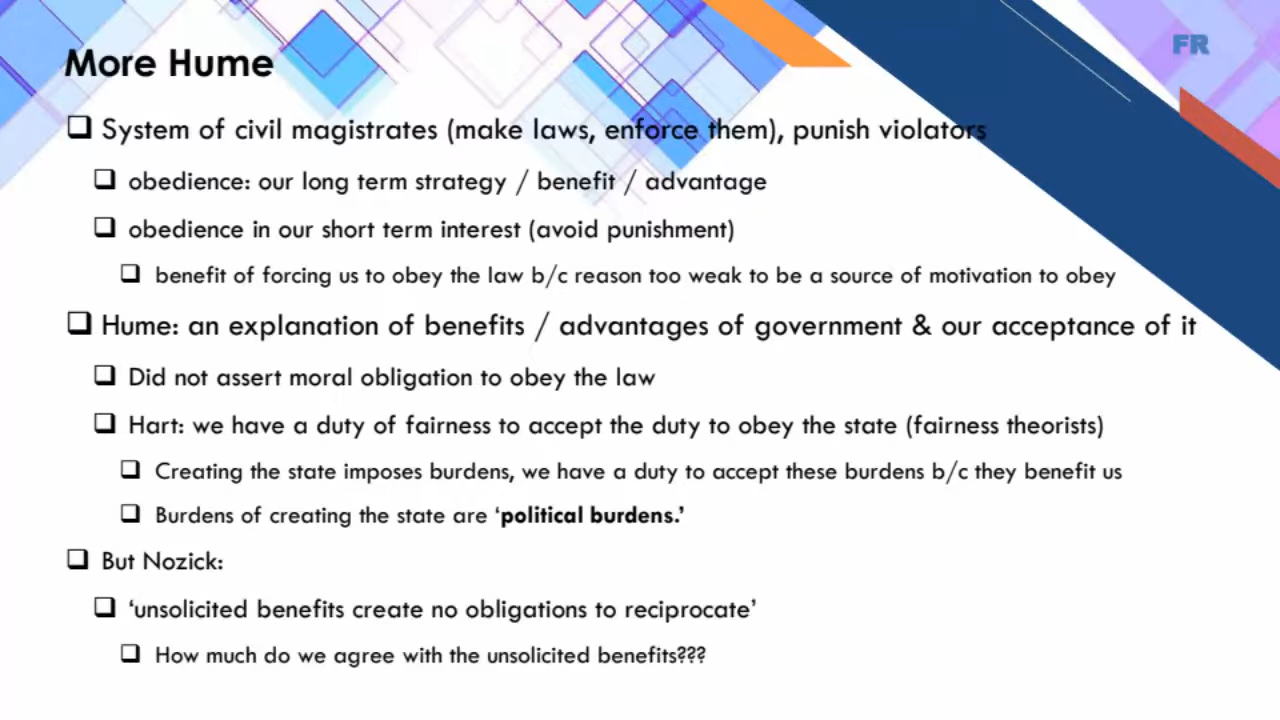 FR
More Hume
System of civil magistrates (make laws, enforce them), punish violators
obedience: our long term strategy / benefit / advantage
obedience in our short term interest (avoid punishment)
benefit of forcing us to obey the law b/c reason too weak to be a source of motivation to obey
Hume: an explanation of benefits / advantages of government & our acceptance of it
Did not assert moral obligation to obey the law
Hart: we have a duty of fairness to accept the duty to obey the state (fairness theorists)
Creating the state imposes burdens, we have a duty to accept these burdens b/c they benefit us
Burdens of creating the state are ‘political burdens.’
But Nozick:
‘unsolicited benefits create no obligations to reciprocate’
How much do we agree with the unsolicited benefits???